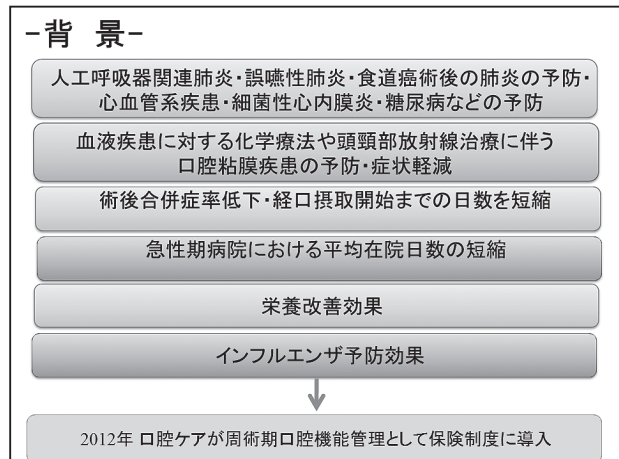 -背 景-
人工呼吸器関連肺炎・誤嚥性肺炎・食道癌術後の肺炎の予防・
心血管系疾患・細菌性心内膜炎・糖尿病などの予防
血液疾患に対する化学療法や頭頸部放射線治療に伴う
口腔粘膜疾患の予防・症状軽減
術後合併症率低下・経口摂取開始までの日数を短縮
急性期病院における平均在院日数の短縮
栄養改善効果
インフルエンザ予防効果
2012年 口腔ケアが周術期口腔機能管理として保険制度に導入